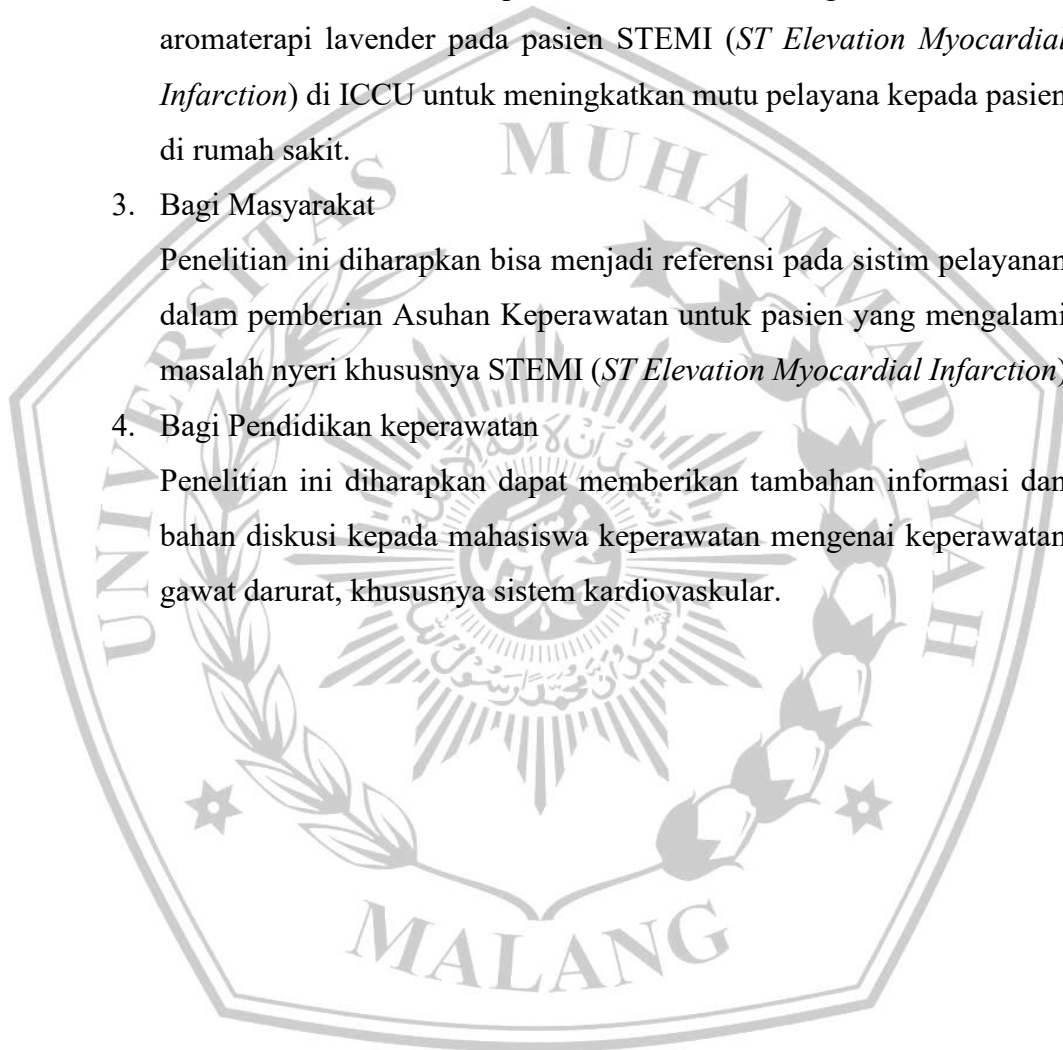 aromaterapi lavender pada pasien STEMI (ST Elevation Myocardial
Infarction) di ICCU untuk meningkatkan mutu pelayana kepada pasien
di rumah sakit.
3. Bagi Masyarakat
Penelitian ini diharapkan bisa menjadi referensi pada sistim pelayanan
dalam pemberian Asuhan Keperawatan untuk pasien yang mengalami
masalah nyeri khususnya STEMI (ST Elevation Myocardial Infarction)
4. Bagi Pendidikan keperawatan
Penelitian ini diharapkan dapat memberikan tambahan informasi dan
bahan diskusi kepada mahasiswa keperawatan mengenai keperawatan
gawat darurat, khususnya sistem kardiovaskular.
UNIVERSITAS MUHAMMADIYAH
MALANG